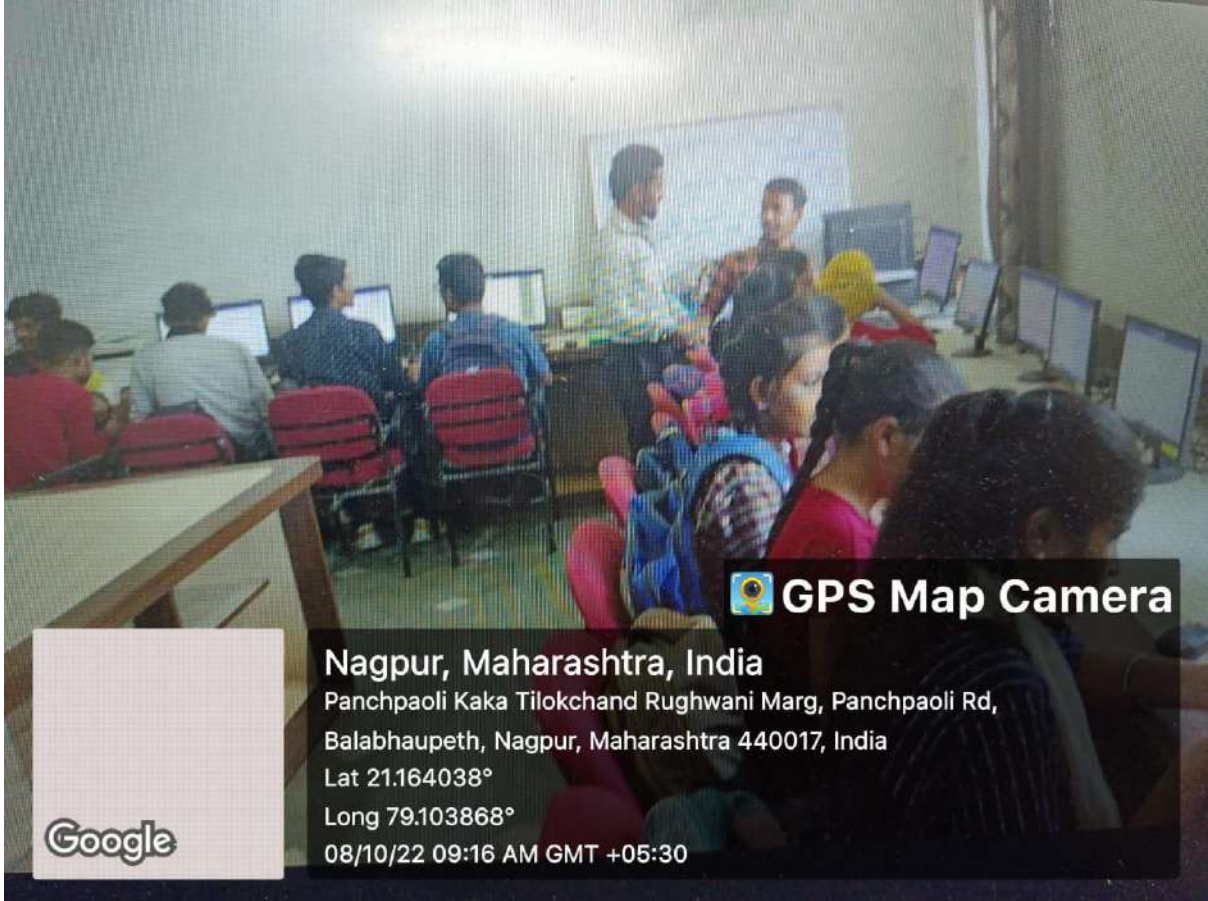 GPS Map Camera
Nagpur, Maharashtra, India
Panchpaoli Kaka Tilokchand Rughwani Marg, Panchpaoli Rd,
Balabhaupeth, Nagpur, Maharashtra 440017, India
Lat 21.164038°
Long 79.103868°
08/10/22 09:16 AM GMT +05:30
Google